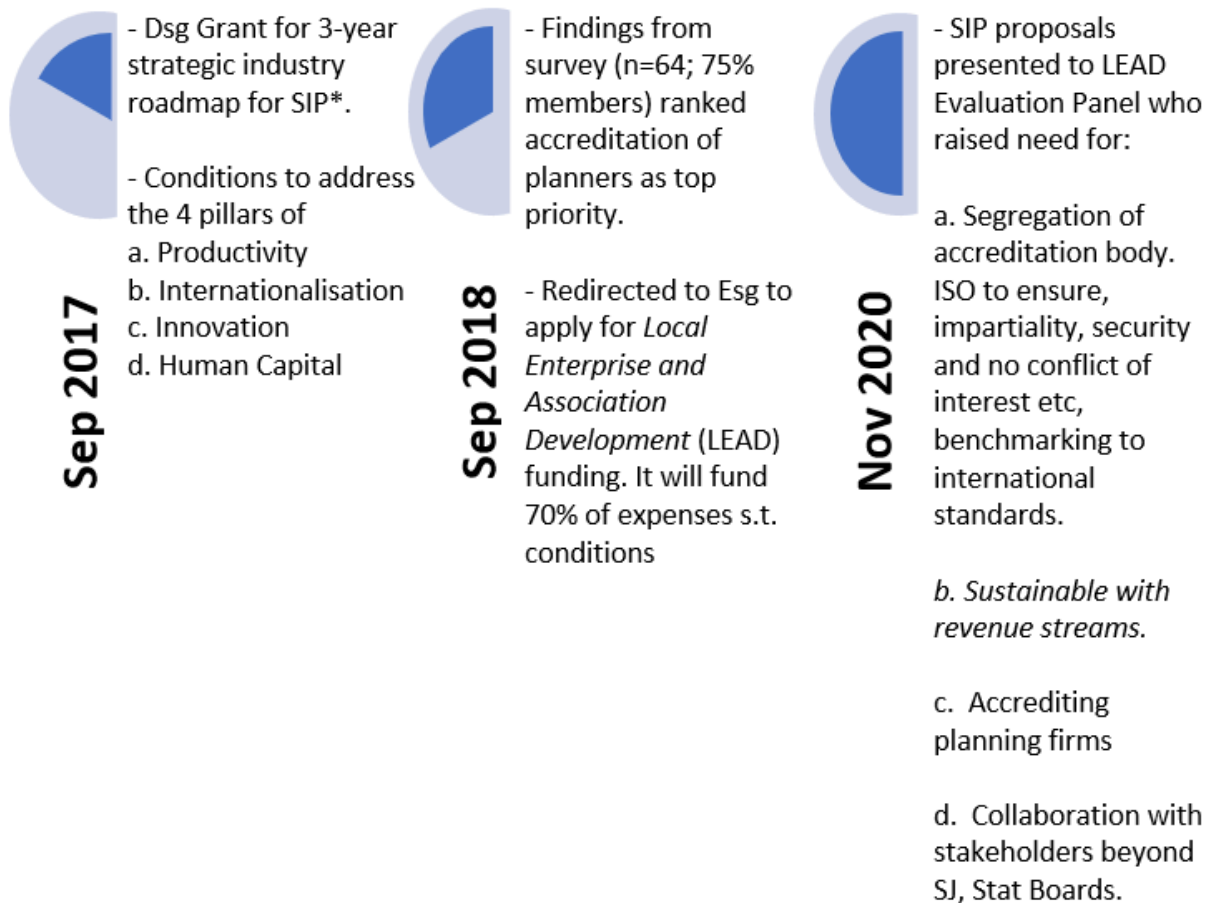 Sep 2017
- Dsg Grant for 3-year
strategic industry
roadmap for SIP*.
- Conditions to address
the 4 pillars of
a. Productivity
b. Internationalisation
c. Innovation
d. Human Capital
Sep 2018
- Findings from
survey (n=64; 75%
members) ranked
accreditation of
planners as top
priority.
- Redirected to Esg to
apply for Local
Enterprise and
Association
Development (LEAD)
funding. It will fund
70% of expenses s.t.
conditions
Nov 2020
- SIP proposals
presented to LEAD
Evaluation Panel who
raised need for:
a. Segregation of
accreditation body.
ISO to ensure,
impartiality, security
and no conflict of
interest etc,
benchmarking to
international
standards.
b. Sustainable with
revenue streams.
c. Accrediting
planning firms
d. Collaboration with
stakeholders beyond
SJ, Stat Boards.